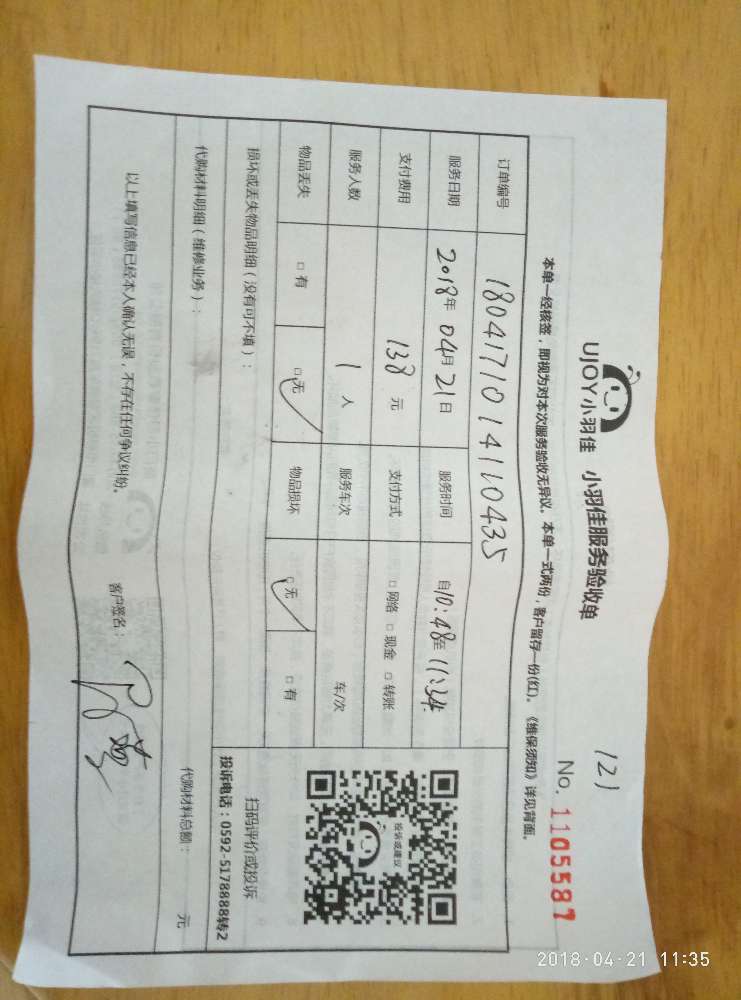 121
UJOY小羽佳 小羽佳服务验收单
No. 1105587
本单一经核签，即视为对本次服务验收无异议。本单一式两份，客户留存一份(红)。《维保须知》详见背面。
订单编号 180417101411 0435
服务日期 2018年 04月 21日 服务时间 自10:48至11:34
支付费用 138 元 支付方式 □ 网络 □ 现金 □ 转账
服务人数 1 人 服务车次 车/次
物品丢失 □ 有 □ 无 物品损坏 □ 无 □ 有
投诉或建议
扫码评价或投诉
投诉电话：0592-5178888转2
损坏或丢失物品明细（没有可不填）：
代购材料明细（维修业务）： 代购材料总额： 元
以上填写信息已经本人确认无误，不存在任何争议纠纷。 客户签名：
2018-04-21 11:35